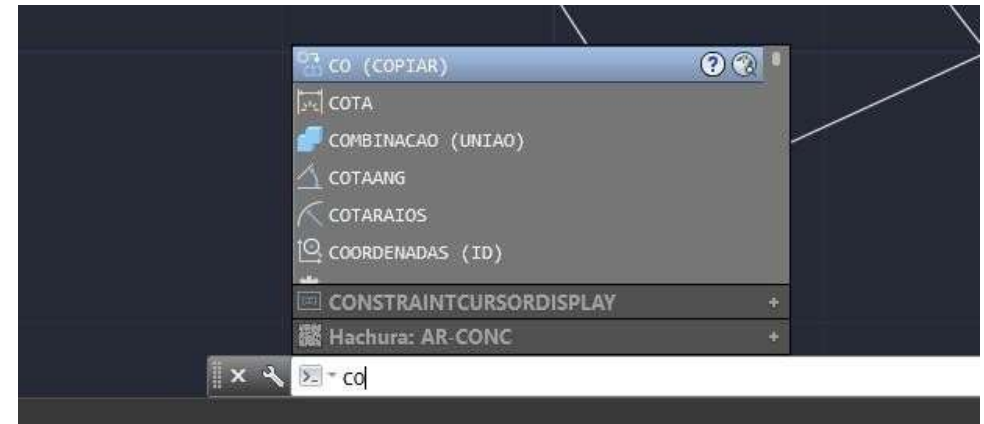 CO (COPIAR)
COTA
COMBINACAO (UNIAO)
COTAANG
COTARAIOS
COORDENADAS (ID)
CONSTRAINTCURSORDISPLAY
Hachura: AR-CONC
co